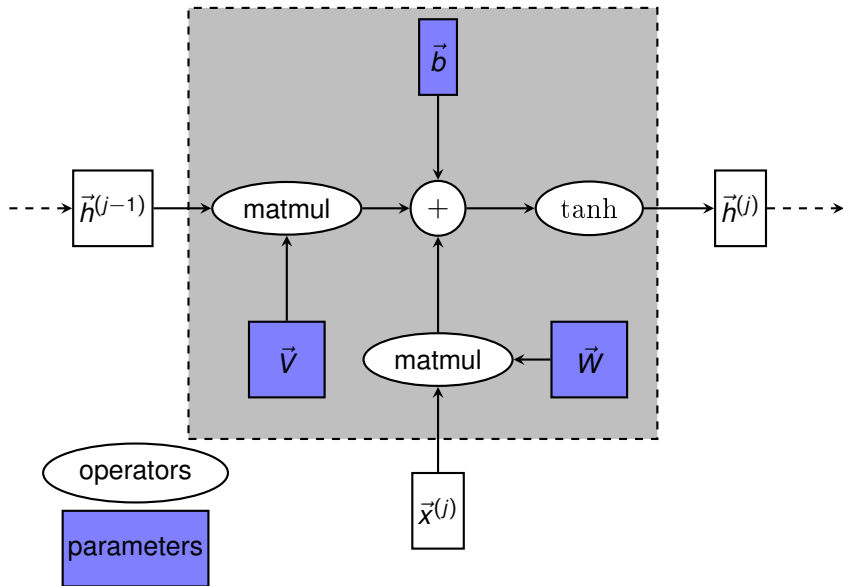 b⃗
h⃗⁽ʲ⁻¹⁾ matmul + tanh h⃗⁽ʲ⁾
V⃗ matmul W⃗
operators
x⃗⁽ʲ⁾
parameters